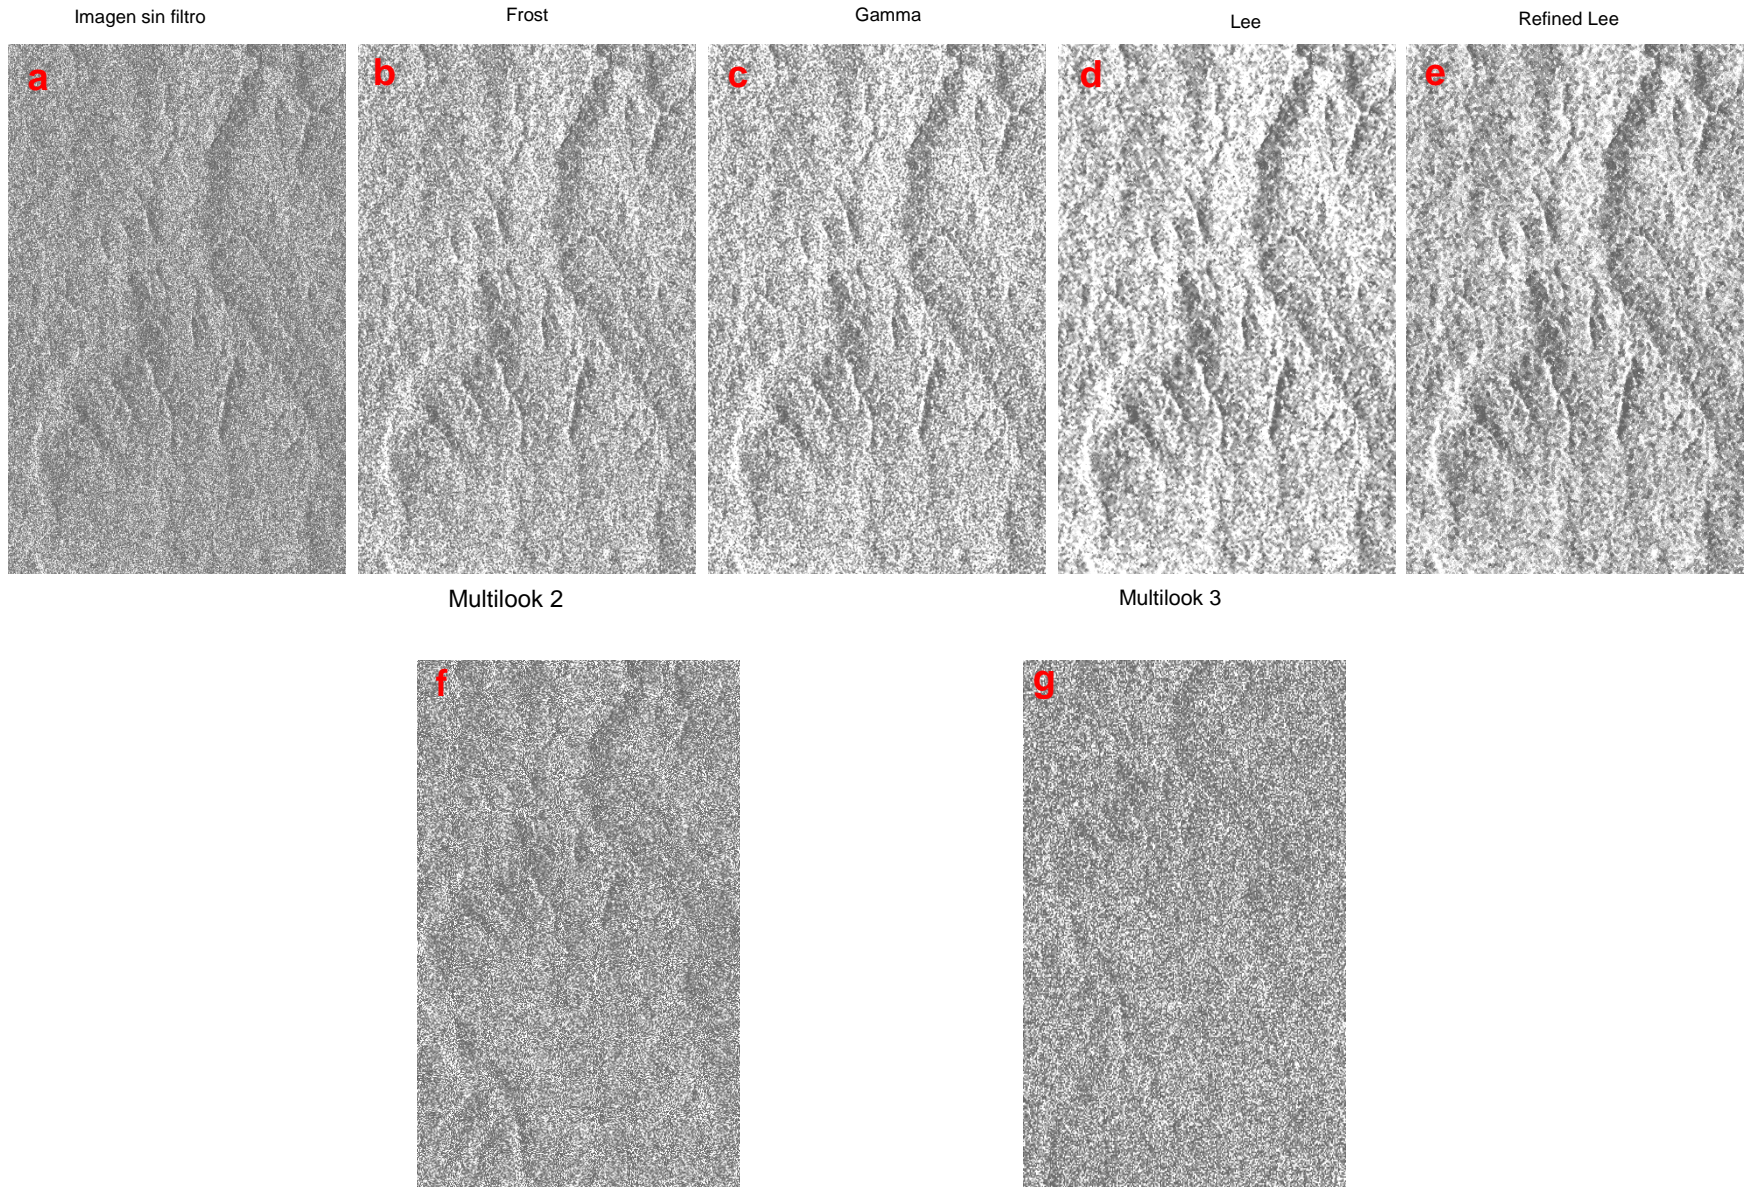 Imagen sin filtro
Frost
Gamma
Lee
Refined Lee
a
b
c
d
e
Multilook 2
Multilook 3
f
g